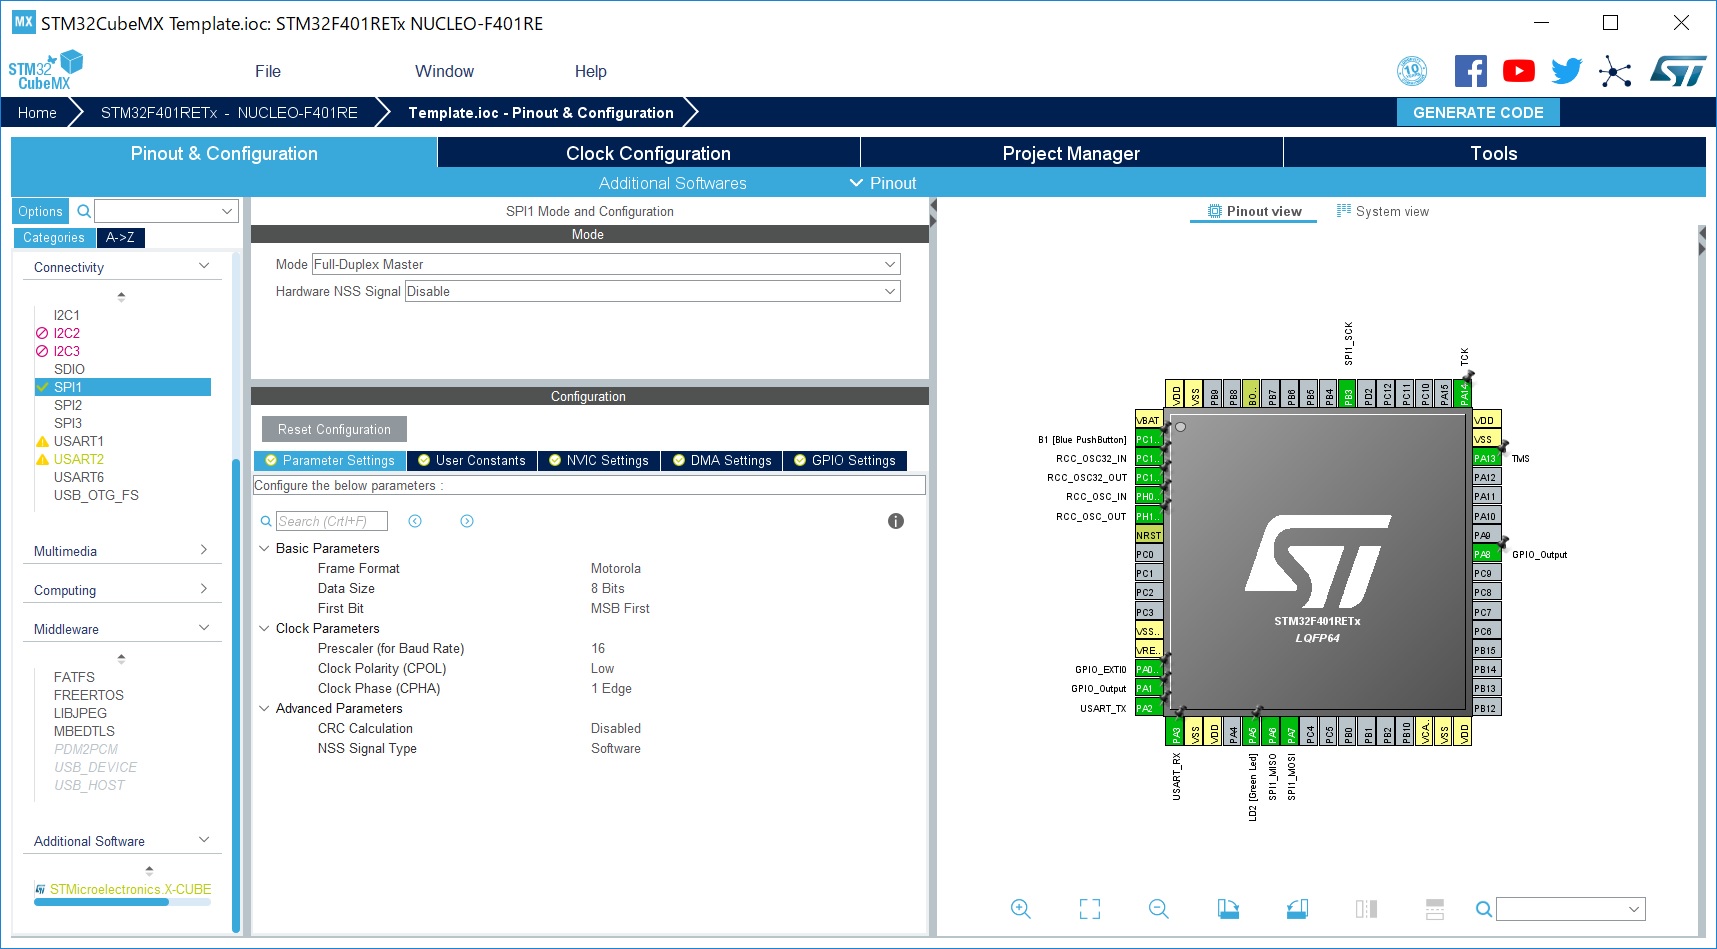 MX STM32CubeMX Template.ioc: STM32F401RETx NUCLEO-F401RE
STM32
CubeMX
File Window Help
10
ST
Home STM32F401RETx - NUCLEO-F401RE Template.ioc - Pinout & Configuration GENERATE CODE
Pinout & Configuration Clock Configuration Project Manager Tools
Additional Softwares Pinout
Options
Categories A->Z
Connectivity
I2C1
I2C2
I2C3
SDIO
SPI1
SPI2
SPI3
USART1
USART2
USART6
USB_OTG_FS
Multimedia
Computing
Middleware
FATFS
FREERTOS
LIBJPEG
MBEDTLS
PDM2PCM
USB_DEVICE
USB_HOST
Additional Software
STMicroelectronics.X-CUBE
SPI1 Mode and Configuration
Mode
Mode Full-Duplex Master
Hardware NSS Signal Disable
Configuration
Reset Configuration
Parameter Settings User Constants NVIC Settings DMA Settings GPIO Settings
Configure the below parameters :
Search (Crtl+F)
Basic Parameters
Frame Format Motorola
Data Size 8 Bits
First Bit MSB First
Clock Parameters
Prescaler (for Baud Rate) 16
Clock Polarity (CPOL) Low
Clock Phase (CPHA) 1 Edge
Advanced Parameters
CRC Calculation Disabled
NSS Signal Type Software
Pinout view System view
SPI1_SCK
TCK
VDD VSS PB9 PB8 BO.. PB7 PB6 PB5 PB4 PB3 PD2 PC12 PC11 PC10 PA15 PA14
VBAT
B1 [Blue PushButton] PC1..
RCC_OSC32_IN PC1..
RCC_OSC32_OUT PC1..
RCC_OSC_IN PH0..
RCC_OSC_OUT PH1..
NRST
PC0
PC1
PC2
PC3
VSS..
VRE..
GPIO_EXTI0 PA0..
GPIO_Output PA1
USART_TX PA2
ST
STM32F401RETx
LQFP64
VDD
VSS
PA13 TMS
PA12
PA11
PA10
PA9
PA8 GPIO_Output
PC9
PC8
PC7
PC6
PB15
PB14
PB13
PB12
PA3 VSS VDD PA4 PA5 PA6 PA7 PC4 PC5 PB0 PB1 PB2 PB10 VCA. VSS VDD
USART_RX
LD2 [Green Led]
SPI1_MISO
SPI1_MOSI